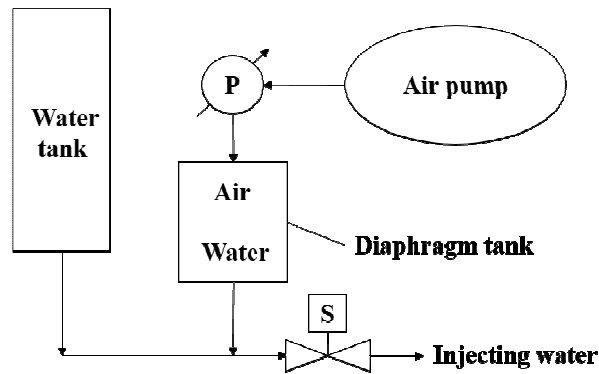 Water
tank
P
Air pump
Air
Water
Diaphragm tank
S
Injecting water